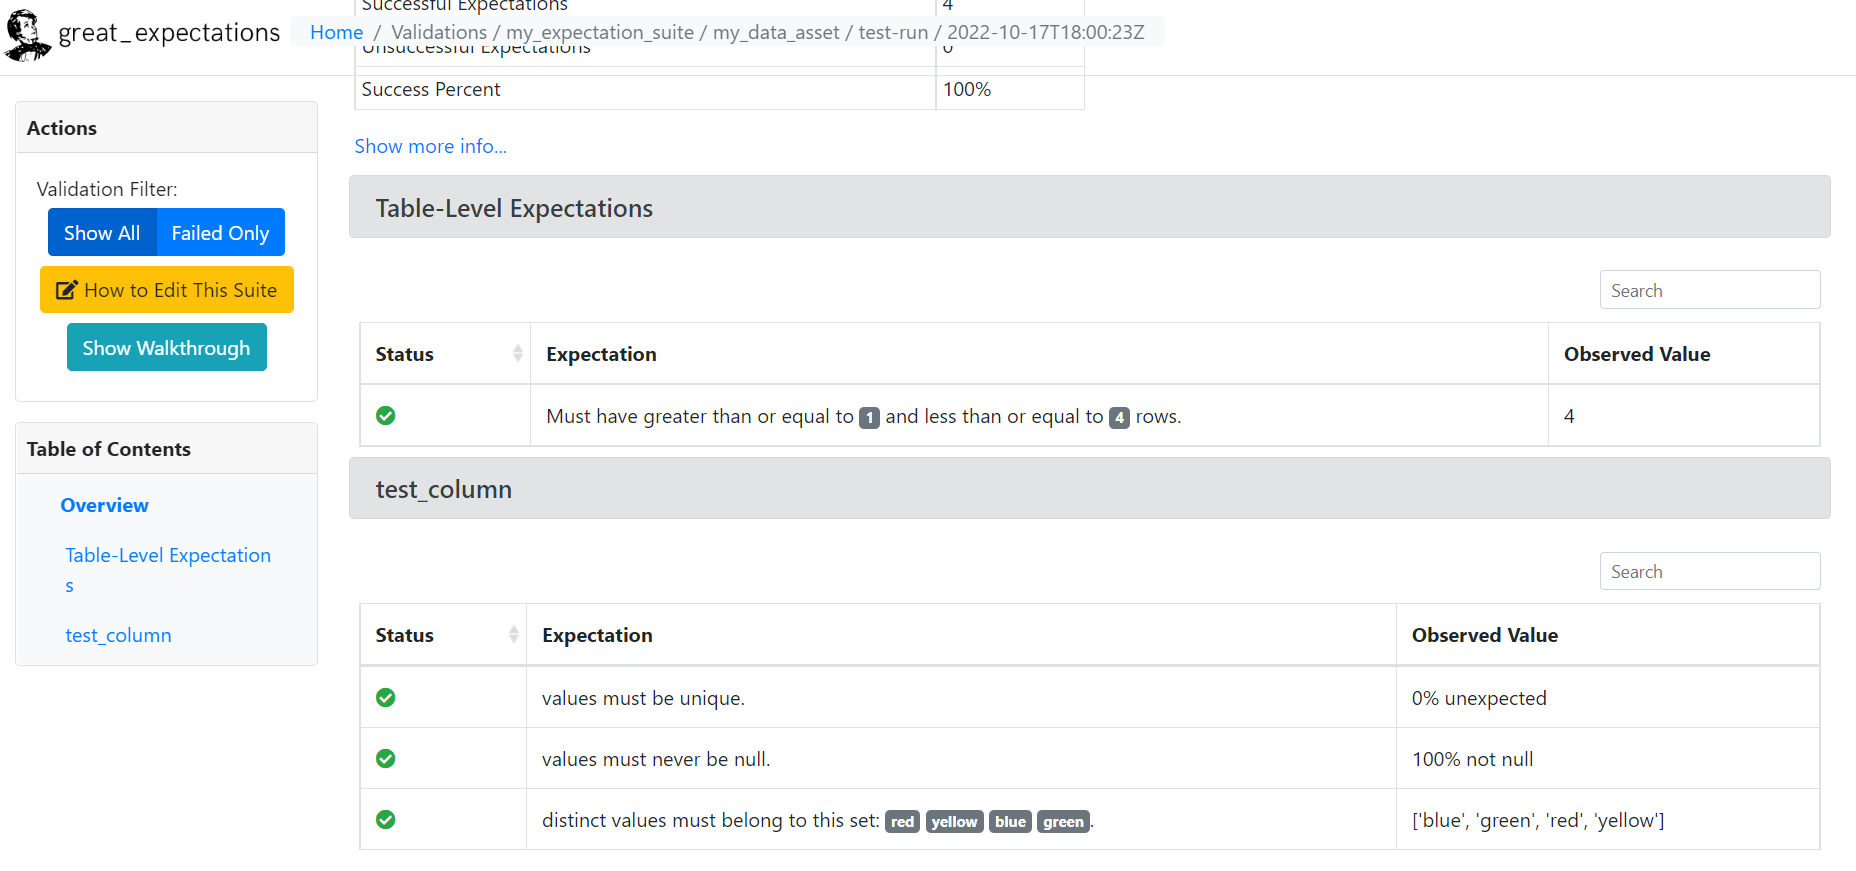 great_expectations
Home / Validations / my_expectation_suite / my_data_asset / test-run / 2022-10-17T18:00:23Z
Successful Expectations 4
Unsuccessful Expectations 0
Success Percent 100%
Show more info...
Actions
Validation Filter:
Show All Failed Only
How to Edit This Suite
Show Walkthrough
Table of Contents
Overview
Table-Level Expectation
s
test_column
Table-Level Expectations
Search
Status Expectation Observed Value
Must have greater than or equal to 1 and less than or equal to 4 rows. 4
test_column
Search
Status Expectation Observed Value
values must be unique. 0% unexpected
values must never be null. 100% not null
distinct values must belong to this set: red yellow blue green. ['blue', 'green', 'red', 'yellow']